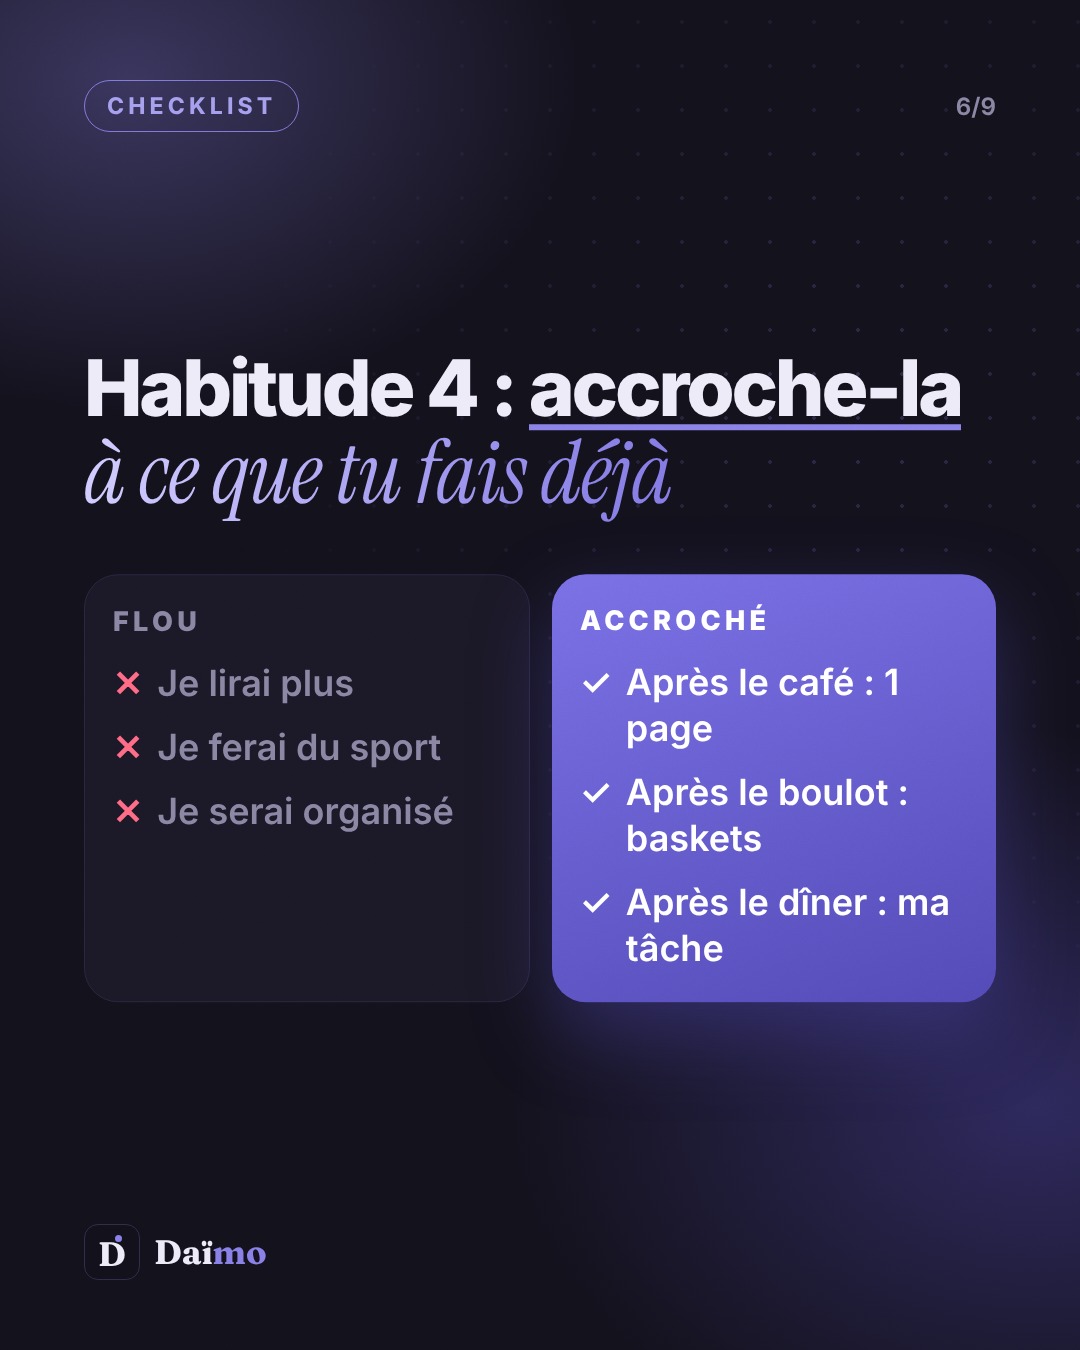 CHECKLIST
6/9
Habitude 4 : accroche-la
à ce que tu fais déjà
FLOU
✕ Je lirai plus
✕ Je ferai du sport
✕ Je serai organisé
ACCROCHÉ
✓ Après le café : 1
page
✓ Après le boulot :
baskets
✓ Après le dîner : ma
tâche
D Daïmo